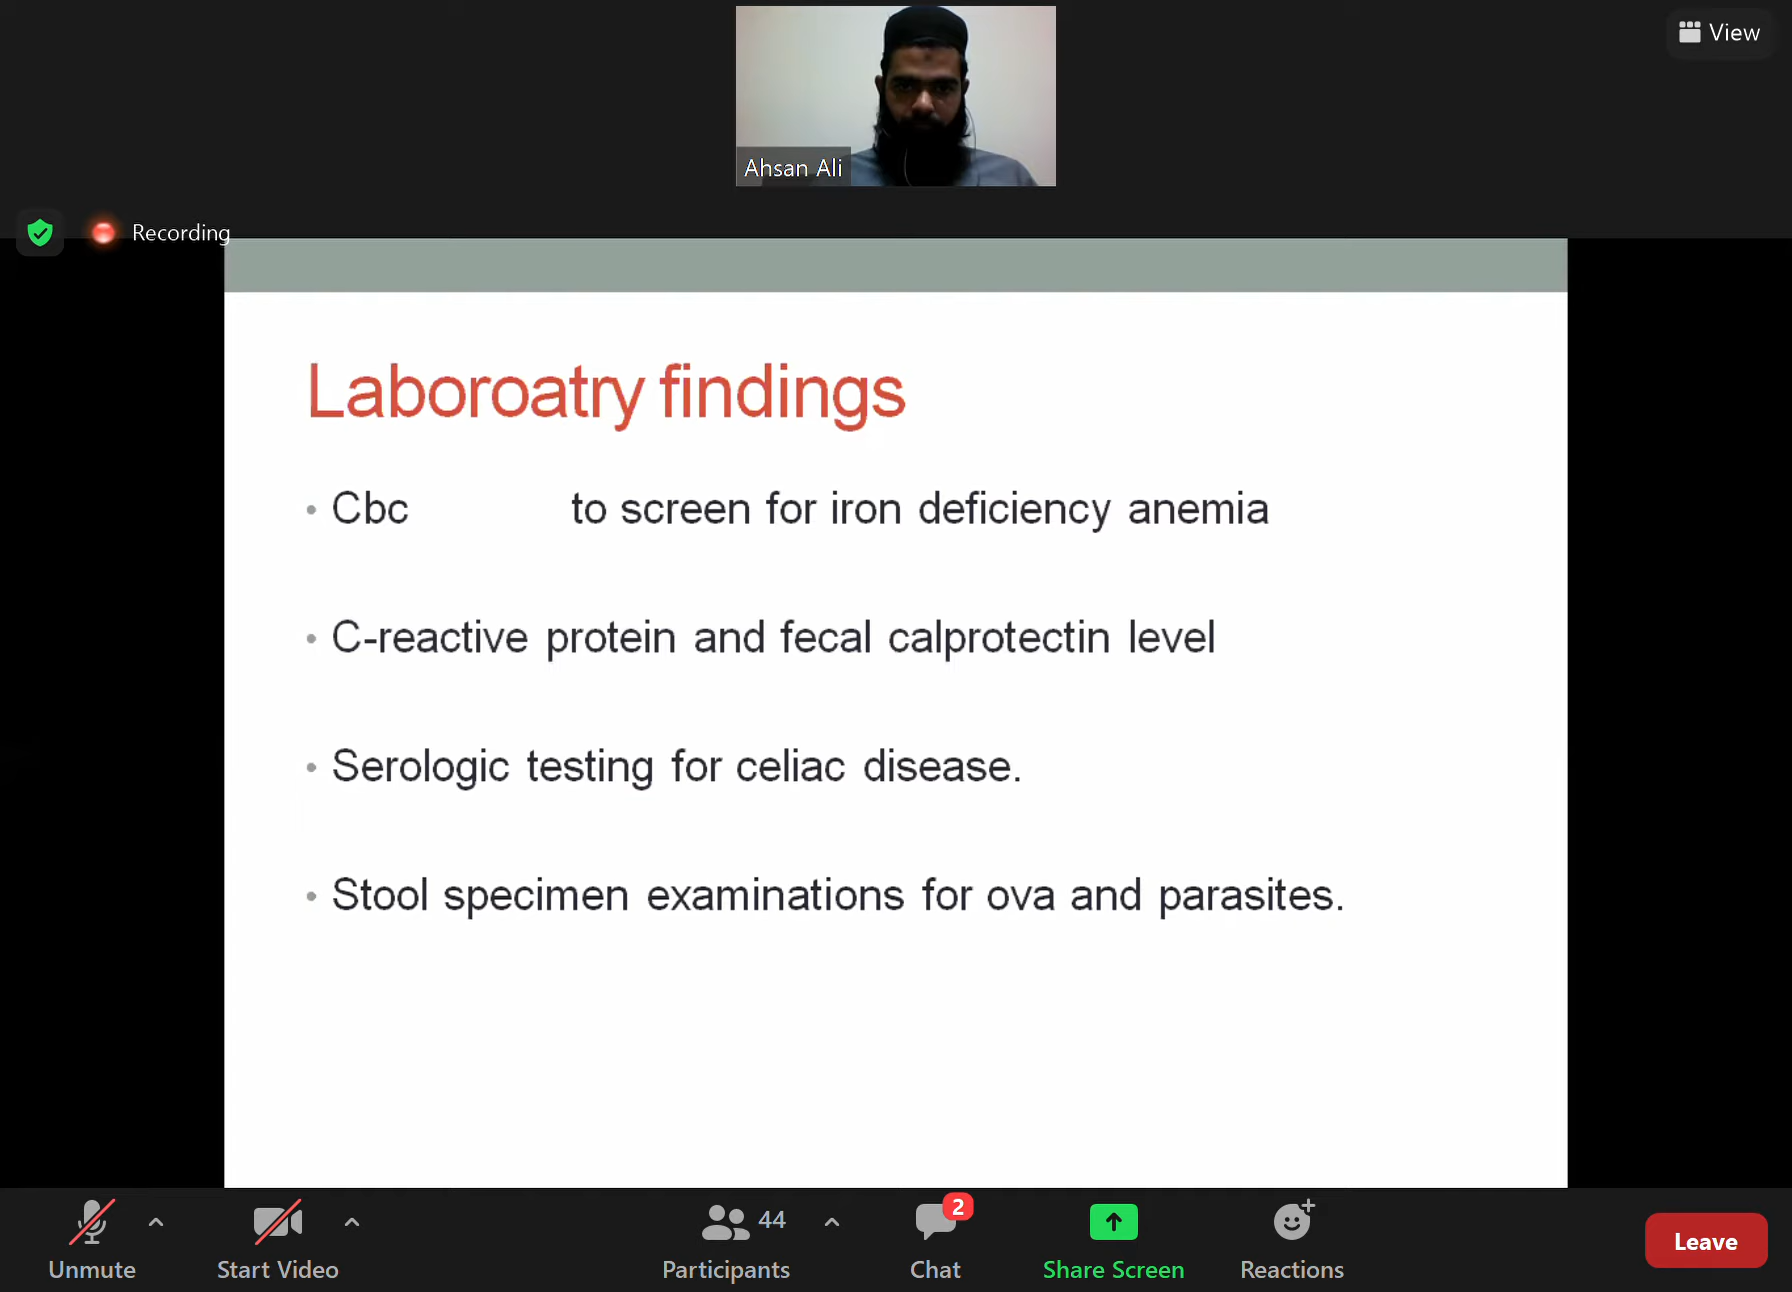 View
Ahsan Ali
Recording
Laboroatry findings
• Cbc to screen for iron deficiency anemia
• C-reactive protein and fecal calprotectin level
• Serologic testing for celiac disease.
• Stool specimen examinations for ova and parasites.
44
2
Unmute
Start Video
Participants
Chat
Share Screen
Reactions
Leave